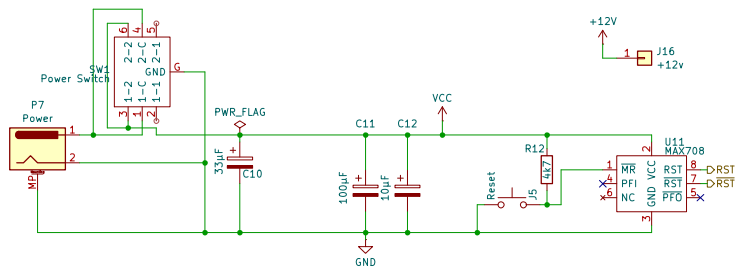 +12V
1
J16
+12v
6
4
5
2-2
2-C
2-1
GND
G
SW1
Power Switch
1-2
1-C
1-1
3
1
2
P7
Power
1
2
MP
PWR_FLAG
33µF
C10
C11
100µF
C12
10µF
VCC
R12
4k7
Reset
J5
U11
MAX708
2
VCC
1
MR
4
PFI
6
NC
RST
8
RST
RST
7
RST
PFO
5
GND
3
GND